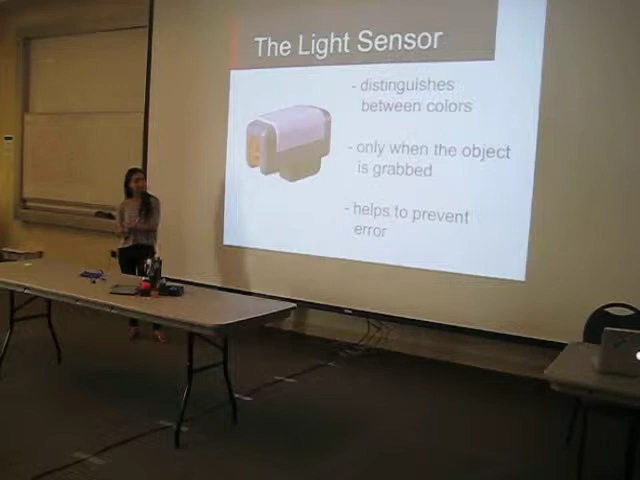 The Light Sensor
- distinguishes
between colors
- only when the object
is grabbed
- helps to prevent
error